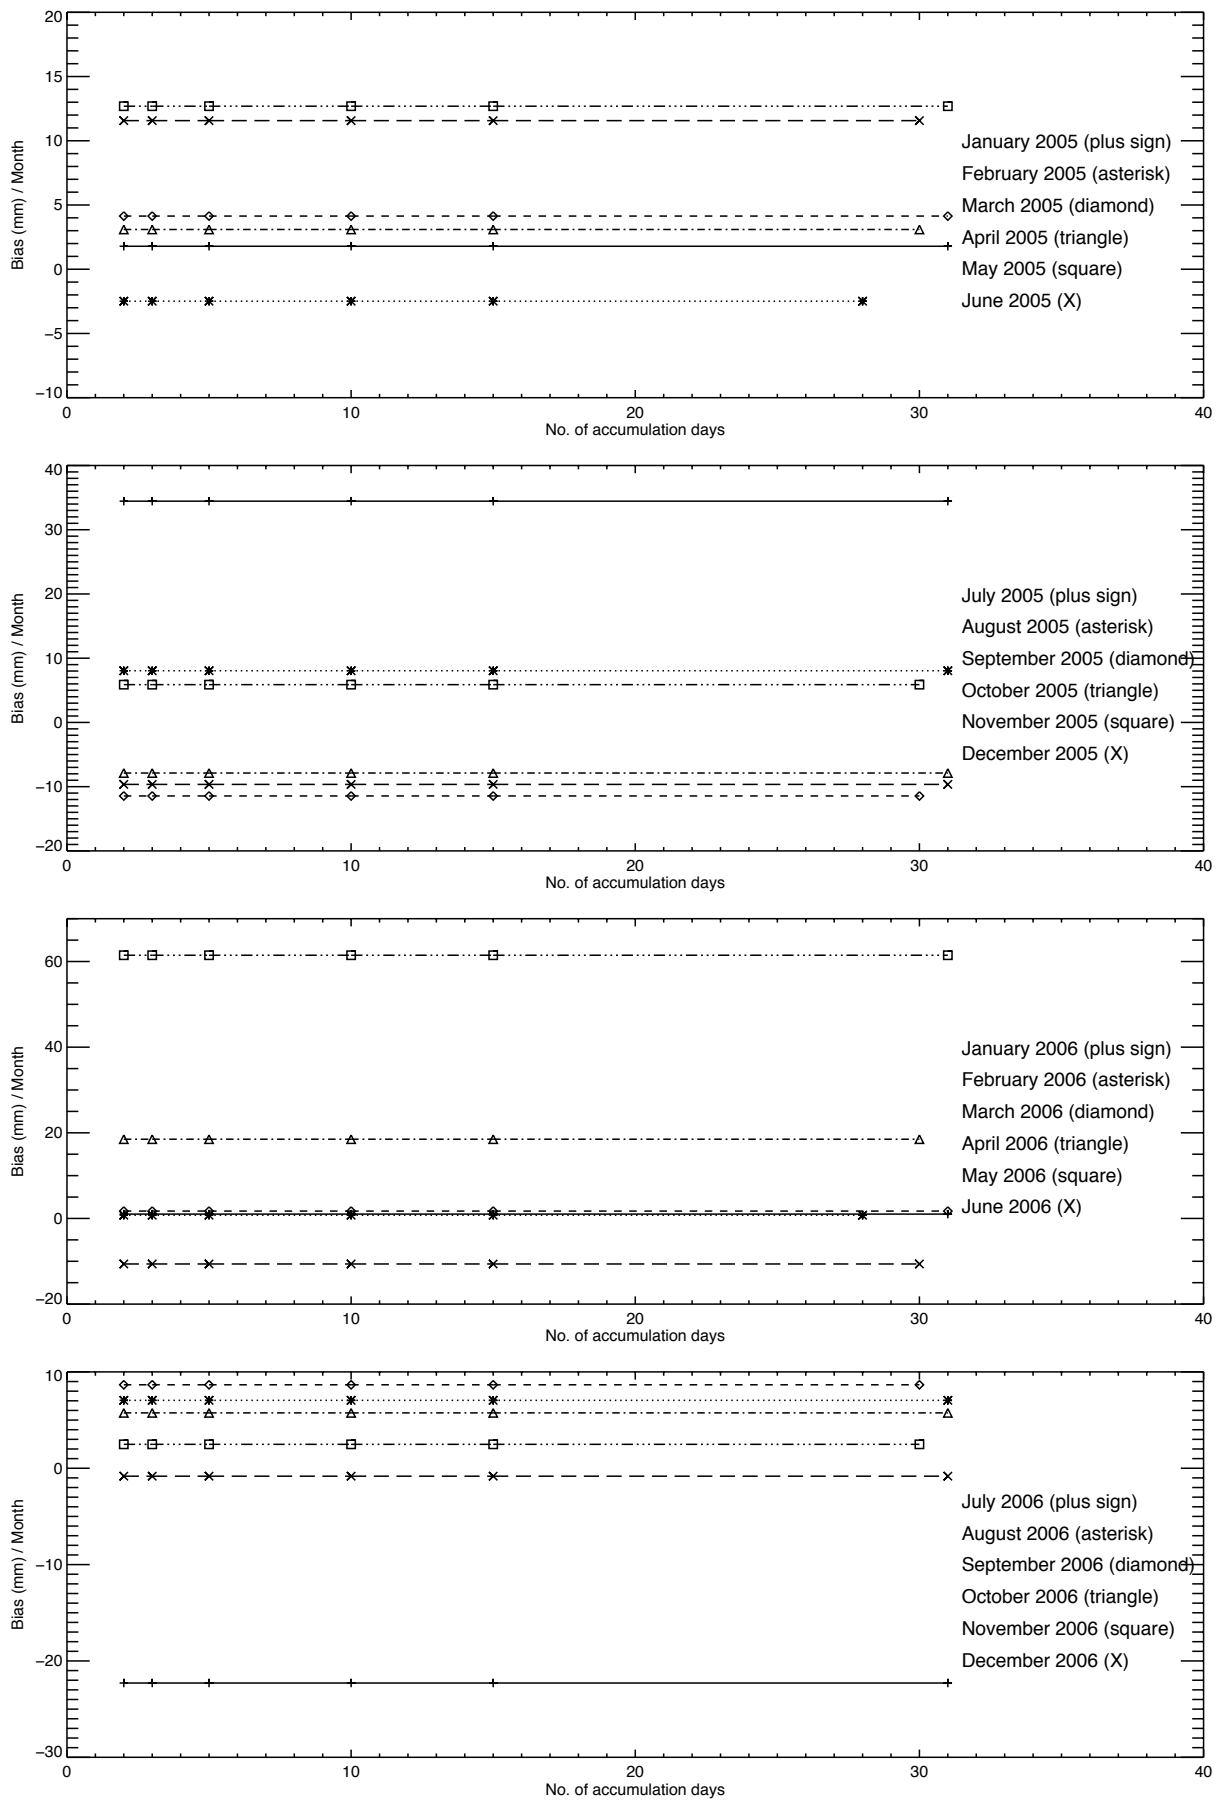 20
15
10
5
0
−5
−10
Bias (mm) / Month
January 2005 (plus sign)
February 2005 (asterisk)
March 2005 (diamond)
April 2005 (triangle)
May 2005 (square)
June 2005 (X)
0 10 20 30 40
No. of accumulation days
40
30
20
10
0
−10
−20
Bias (mm) / Month
July 2005 (plus sign)
August 2005 (asterisk)
September 2005 (diamond)
October 2005 (triangle)
November 2005 (square)
December 2005 (X)
0 10 20 30 40
No. of accumulation days
60
40
20
0
−20
Bias (mm) / Month
January 2006 (plus sign)
February 2006 (asterisk)
March 2006 (diamond)
April 2006 (triangle)
May 2006 (square)
June 2006 (X)
0 10 20 30 40
No. of accumulation days
10
0
−10
−20
−30
Bias (mm) / Month
July 2006 (plus sign)
August 2006 (asterisk)
September 2006 (diamond)
October 2006 (triangle)
November 2006 (square)
December 2006 (X)
0 10 20 30 40
No. of accumulation days